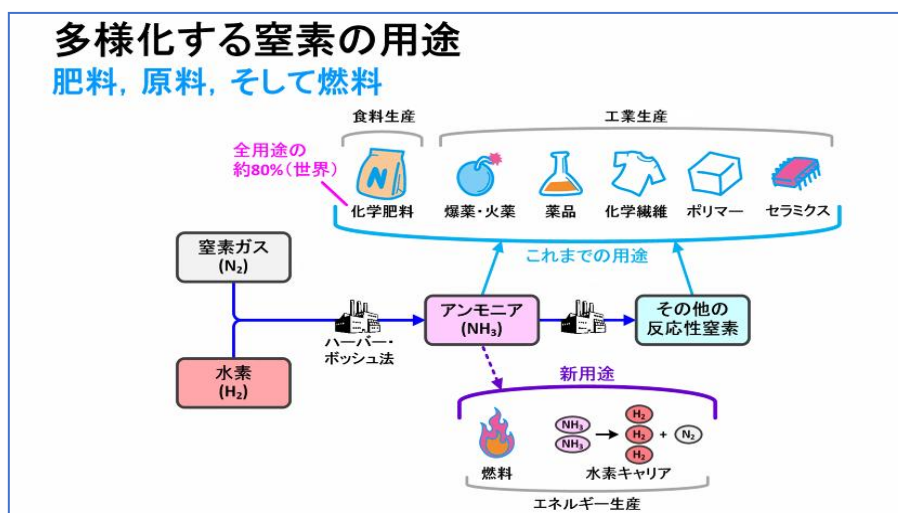 多様化する窒素の用途
肥料，原料，そして燃料
食料生産
工業生産
全用途の
約80%（世界）
N
化学肥料
爆薬・火薬
薬品
化学繊維
ポリマー
セラミクス
これまでの用途
窒素ガス
(N₂)
水素
(H₂)
ハーバー・
ボッシュ法
アンモニア
(NH₃)
その他の
反応性窒素
新用途
燃料
NH₃
NH₃
H₂
H₂
H₂
+
N₂
水素キャリア
エネルギー生産